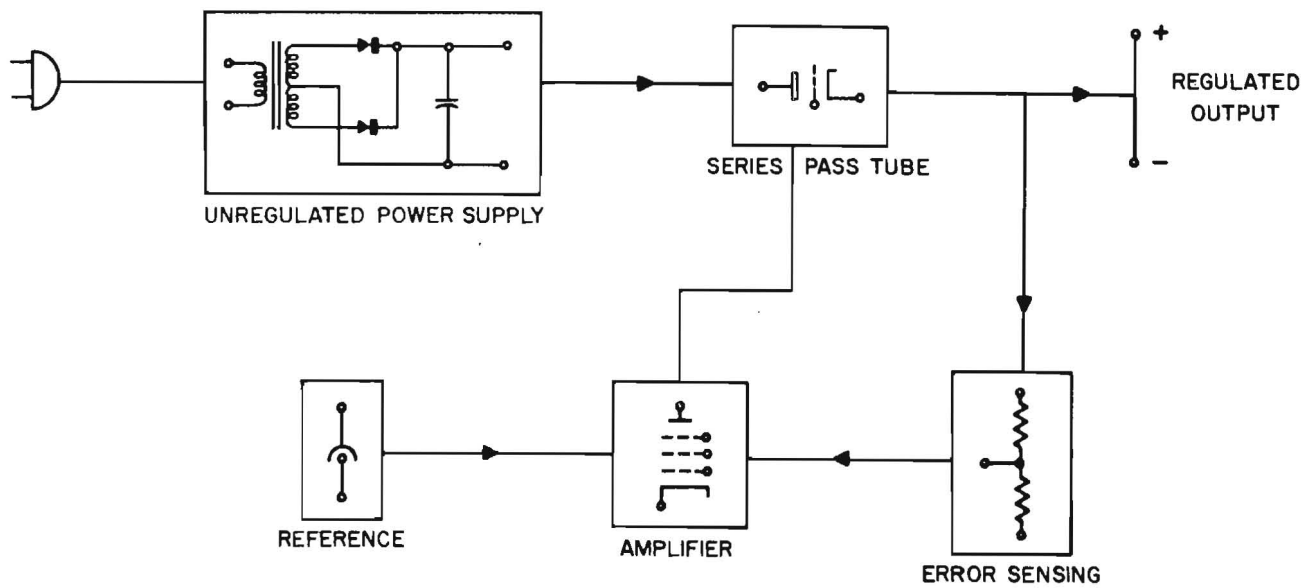 +
REGULATED
OUTPUT
−
SERIES PASS TUBE
UNREGULATED POWER SUPPLY
REFERENCE
AMPLIFIER
ERROR SENSING